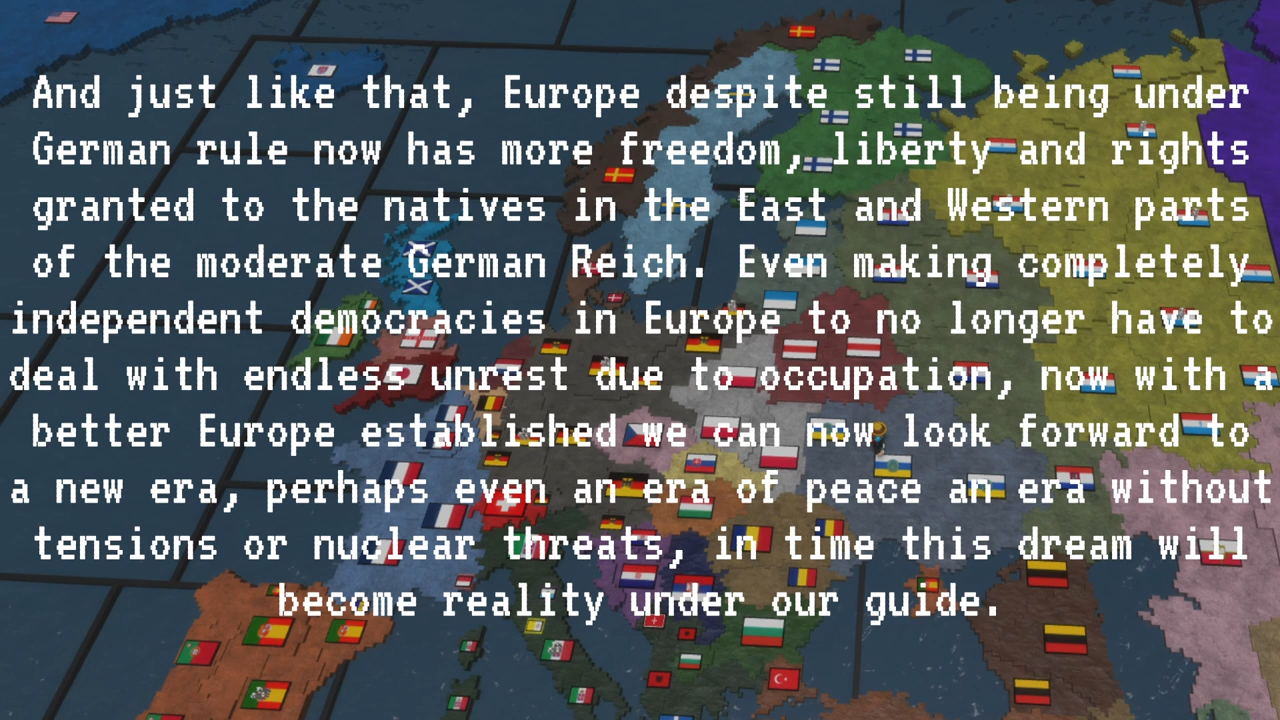 And just like that, Europe despite still being under
German rule now has more freedom, liberty and rights
granted to the natives in the East and Western parts
of the moderate German Reich. Even making completely
independent democracies in Europe to no longer have to
deal with endless unrest due to occupation, now with a
better Europe established we can now look forward to
a new era, perhaps even an era of peace an era without
tensions or nuclear threats, in time this dream will
become reality under our guide.